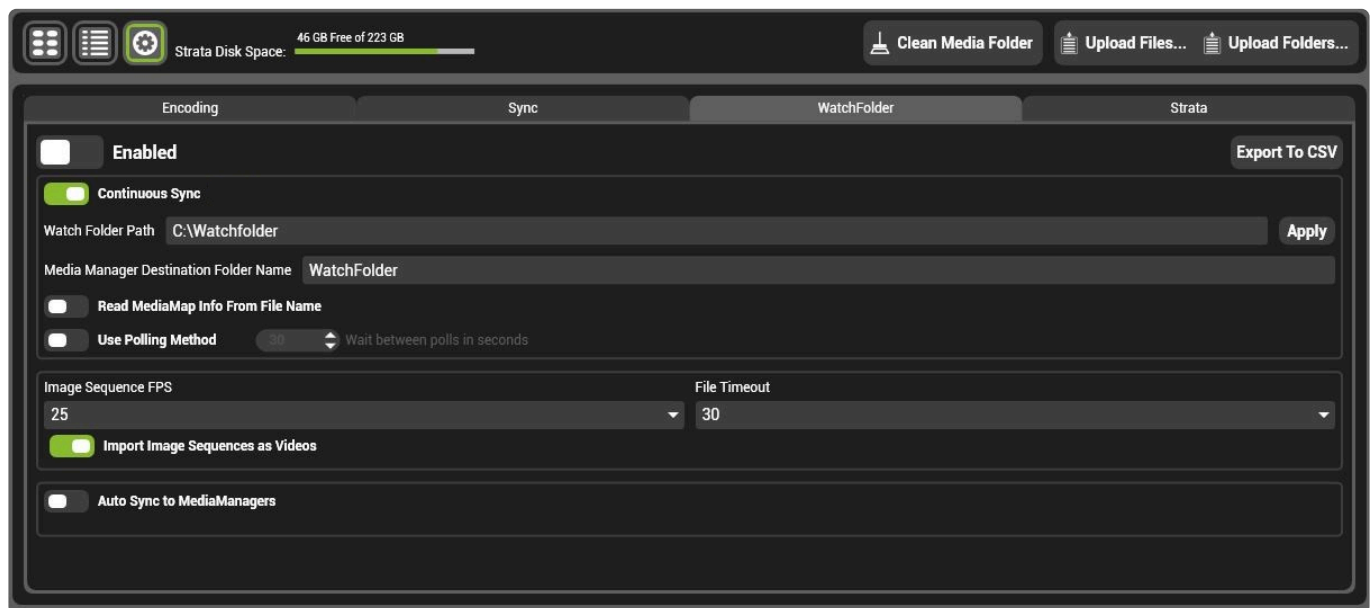 46 GB Free of 223 GB
Strata Disk Space:
Clean Media Folder
Upload Files...
Upload Folders...
Encoding
Sync
WatchFolder
Strata
Enabled
Export To CSV
Continuous Sync
Watch Folder Path C:\Watchfolder
Apply
Media Manager Destination Folder Name WatchFolder
Read MediaMap Info From File Name
Use Polling Method 30 Wait between polls in seconds
Image Sequence FPS
File Timeout
25
30
Import Image Sequences as Videos
Auto Sync to MediaManagers